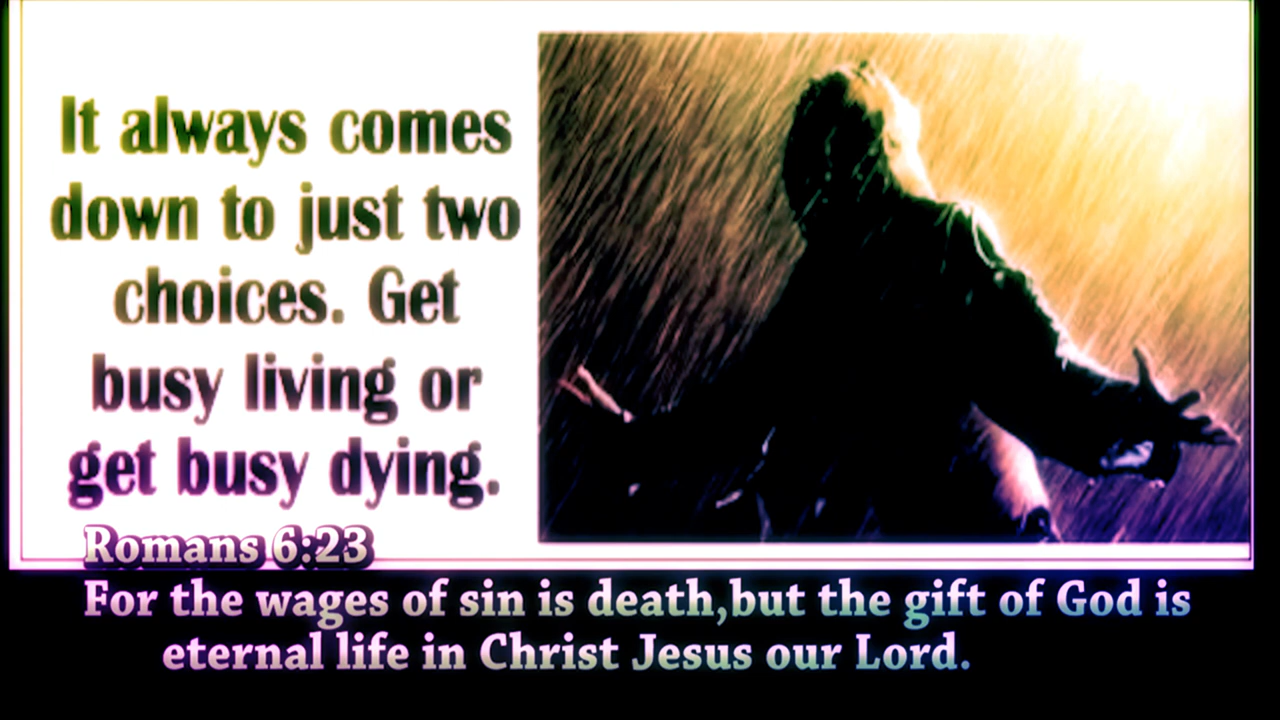 It always comes
down to just two
choices. Get
busy living or
get busy dying.
Romans 6:23
For the wages of sin is death,but the gift of God is
eternal life in Christ Jesus our Lord.